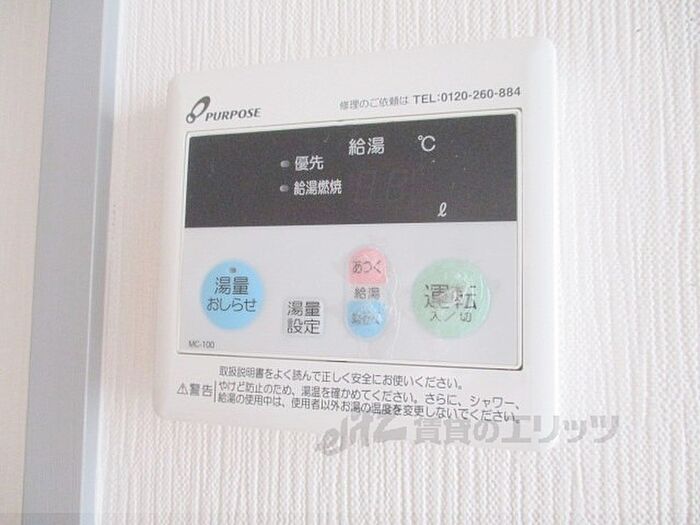 PURPOSE
修理のご依頼は TEL:0120-260-884
給湯 ℃
優先
給湯燃焼
ℓ
湯量
おしらせ
湯量
設定
あつく
給湯
運転
入/切
MC-100
取扱説明書をよく読んで正しく安全にお使いください。
⚠警告 やけど防止のため、湯温を確かめてください。さらに、シャワー、
給湯の使用中は、使用者以外お湯の温度を変更しないでください。
elitz 賃貸のエリッツ